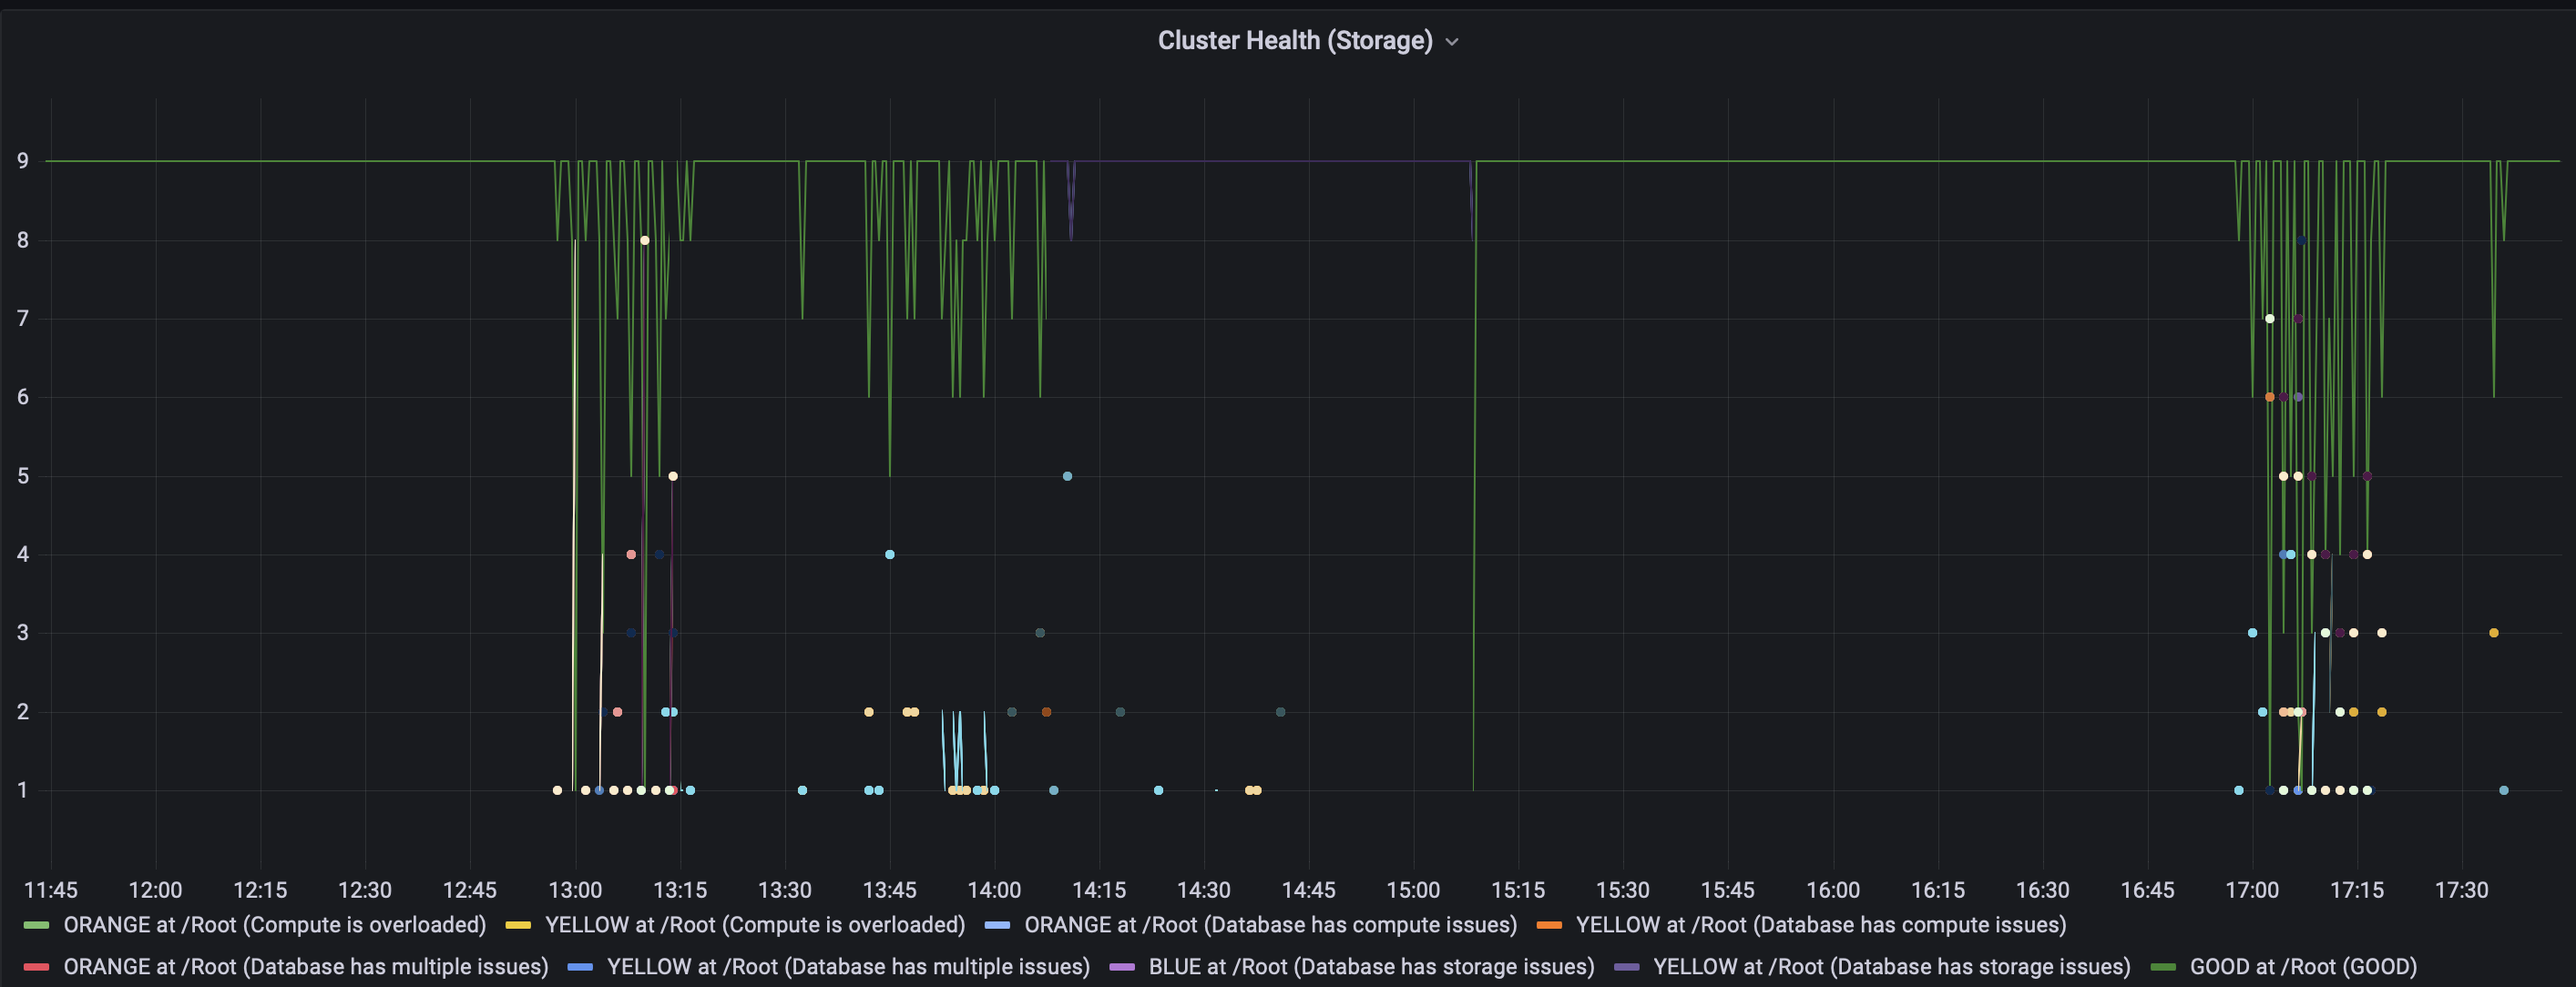 Cluster Health (Storage)
9
8
7
6
5
4
3
2
1
11:45 12:00 12:15 12:30 12:45 13:00 13:15 13:30 13:45 14:00 14:15 14:30 14:45 15:00 15:15 15:30 15:45 16:00 16:15 16:30 16:45 17:00 17:15 17:30
ORANGE at /Root (Compute is overloaded) YELLOW at /Root (Compute is overloaded) ORANGE at /Root (Database has compute issues) YELLOW at /Root (Database has compute issues)
ORANGE at /Root (Database has multiple issues) YELLOW at /Root (Database has multiple issues) BLUE at /Root (Database has storage issues) YELLOW at /Root (Database has storage issues) GOOD at /Root (GOOD)